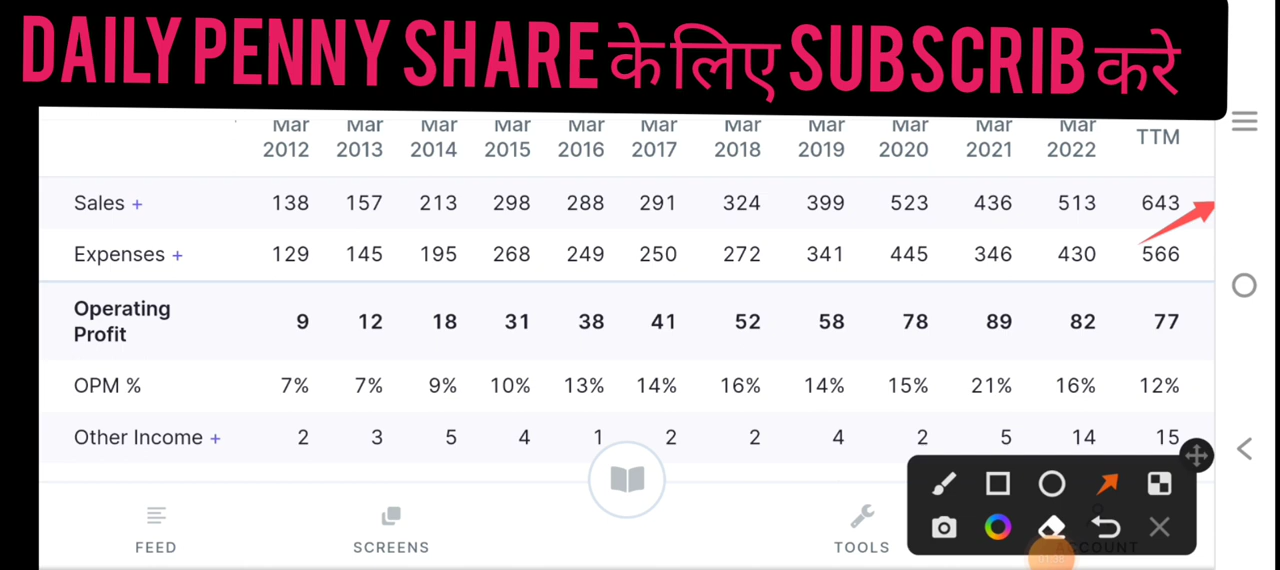 DAILY PENNY SHARE के लिए SUBSCRIB करे
Mar 2012 Mar 2013 Mar 2014 Mar 2015 Mar 2016 Mar 2017 Mar 2018 Mar 2019 Mar 2020 Mar 2021 Mar 2022 TTM
Sales + 138 157 213 298 288 291 324 399 523 436 513 643
Expenses + 129 145 195 268 249 250 272 341 445 346 430 566
Operating Profit 9 12 18 31 38 41 52 58 78 89 82 77
OPM % 7% 7% 9% 10% 13% 14% 16% 14% 15% 21% 16% 12%
Other Income + 2 3 5 4 1 2 2 4 2 5 14 15
FEED SCREENS TOOLS ACCOUNT
01:38